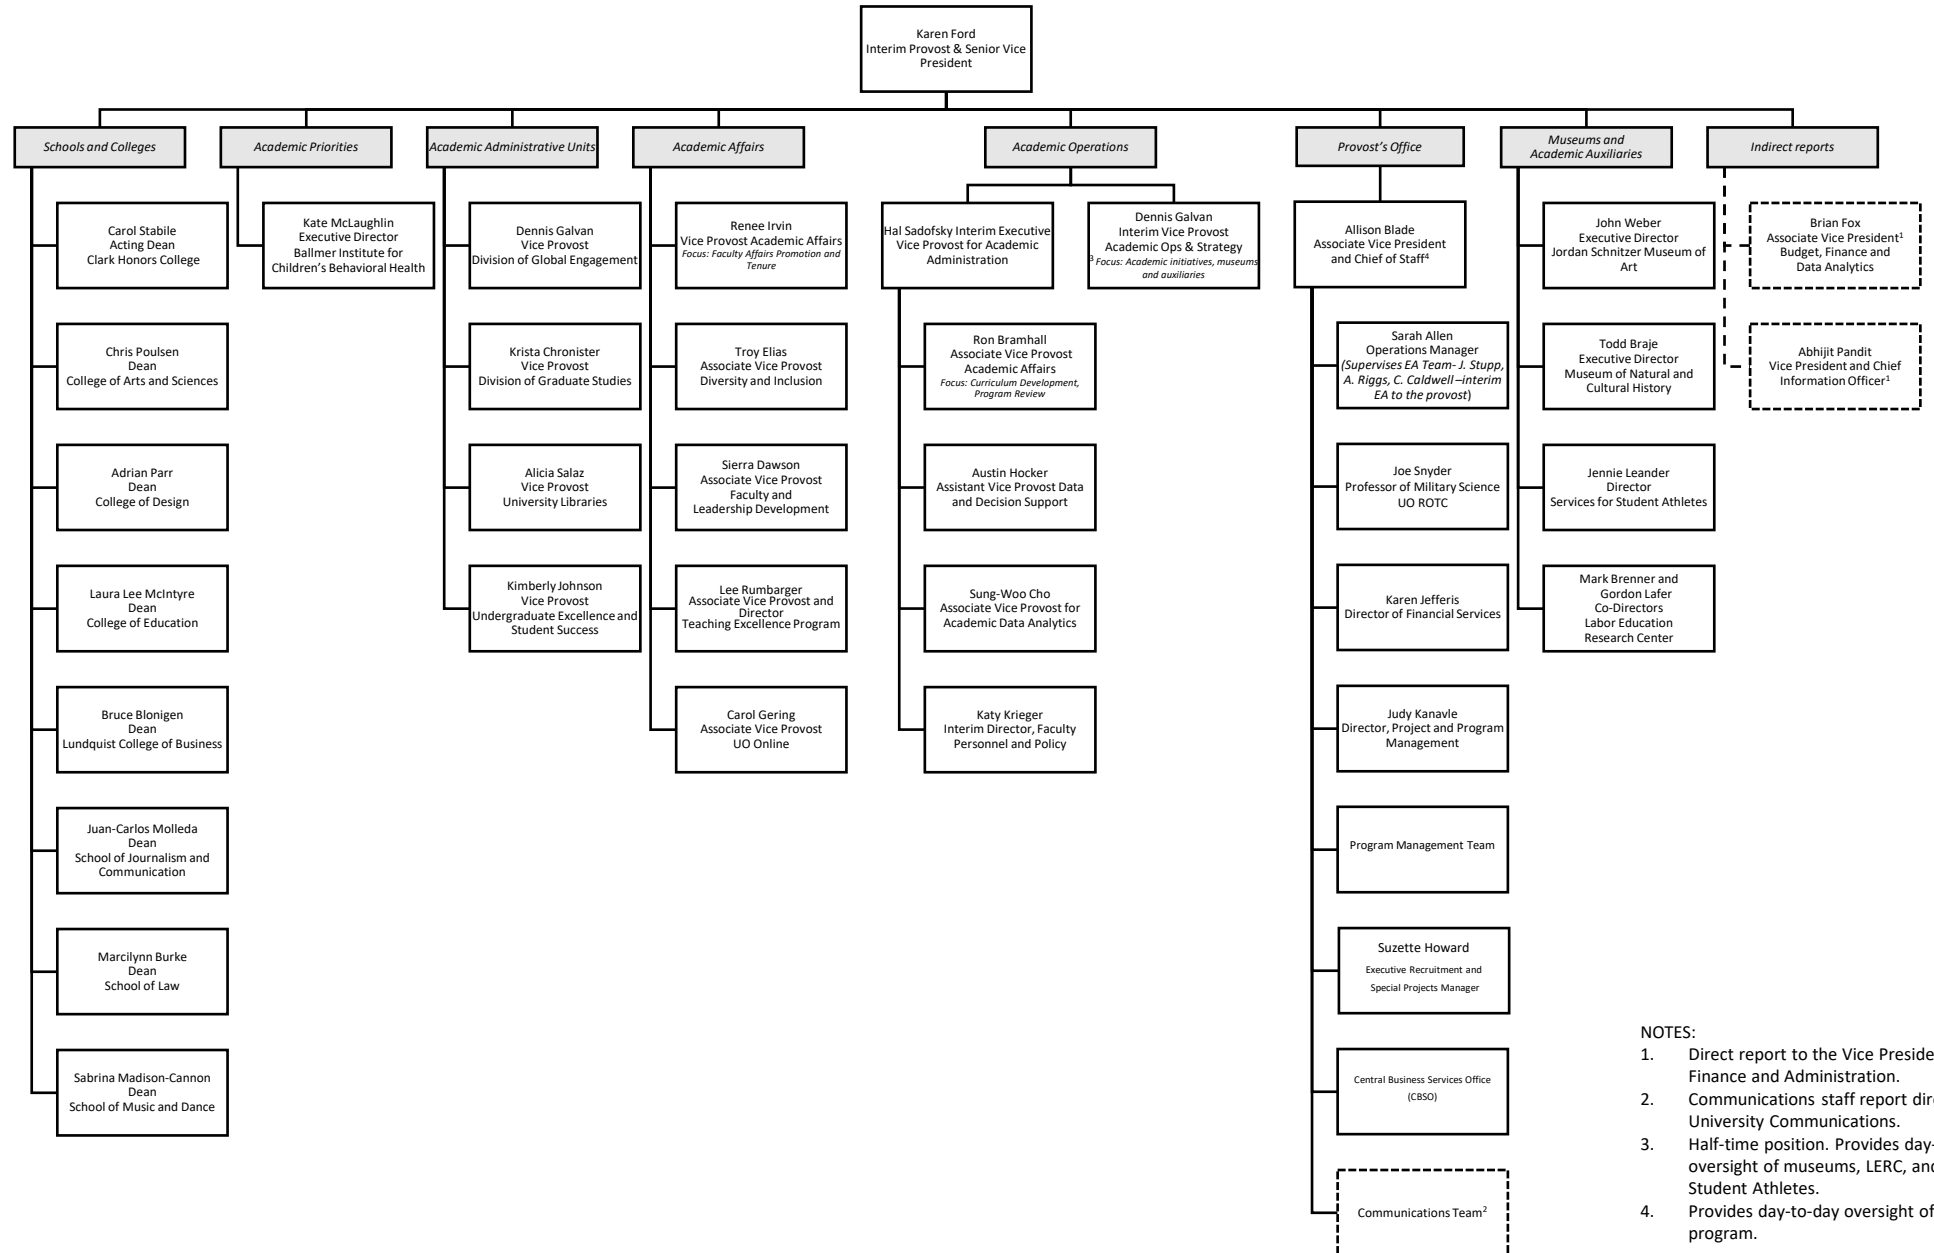 Karen Ford
Interim Provost & Senior Vice
President
Schools and Colleges
Academic Priorities
Academic Administrative Units
Academic Affairs
Academic Operations
Provost's Office
Museums and
Academic Auxiliaries
Indirect reports
Carol Stabile
Acting Dean
Clark Honors College
Chris Poulsen
Dean
College of Arts and Sciences
Adrian Parr
Dean
College of Design
Laura Lee McIntyre
Dean
College of Education
Bruce Blonigen
Dean
Lundquist College of Business
Juan-Carlos Molleda
Dean
School of Journalism and
Communication
Marcilynn Burke
Dean
School of Law
Sabrina Madison-Cannon
Dean
School of Music and Dance
Kate McLaughlin
Executive Director
Ballmer Institute for
Children's Behavioral Health
Dennis Galvan
Vice Provost
Division of Global Engagement
Krista Chronister
Vice Provost
Division of Graduate Studies
Alicia Salaz
Vice Provost
University Libraries
Kimberly Johnson
Vice Provost
Undergraduate Excellence and
Student Success
Renee Irvin
Vice Provost Academic Affairs
Focus: Faculty Affairs Promotion and
Tenure
Troy Elias
Associate Vice Provost
Diversity and Inclusion
Sierra Dawson
Associate Vice Provost
Faculty and
Leadership Development
Lee Rumbarger
Associate Vice Provost and
Director
Teaching Excellence Program
Carol Gering
Associate Vice Provost
UO Online
Hal Sadofsky Interim Executive
Vice Provost for Academic
Administration
Dennis Galvan
Interim Vice Provost
Academic Ops & Strategy
3 Focus: Academic initiatives, museums
and auxiliaries
Ron Bramhall
Associate Vice Provost
Academic Affairs
Focus: Curriculum Development,
Program Review
Austin Hocker
Assistant Vice Provost Data
and Decision Support
Sung-Woo Cho
Associate Vice Provost for
Academic Data Analytics
Katy Krieger
Interim Director, Faculty
Personnel and Policy
Allison Blade
Associate Vice President
and Chief of Staff4
Sarah Allen
Operations Manager
(Supervises EA Team- J. Stupp,
A. Riggs, C. Caldwell –interim
EA to the provost)
Joe Snyder
Professor of Military Science
UO ROTC
Karen Jefferis
Director of Financial Services
Judy Kanavle
Director, Project and Program
Management
Program Management Team
Suzette Howard
Executive Recruitment and
Special Projects Manager
Central Business Services Office
(CBSO)
Communications Team2
John Weber
Executive Director
Jordan Schnitzer Museum of
Art
Todd Braje
Executive Director
Museum of Natural and
Cultural History
Jennie Leander
Director
Services for Student Athletes
Mark Brenner and
Gordon Lafer
Co-Directors
Labor Education
Research Center
Brian Fox
Associate Vice President1
Budget, Finance and
Data Analytics
Abhijit Pandit
Vice President and Chief
Information Officer1
NOTES:
1. Direct report to the Vice
Finance and Administration.
2. Communications staff report
University Communications.
3. Half-time position. Provides day-
oversight of museums, LERC,
Student Athletes.
4. Provides day-to-day oversight of
program.